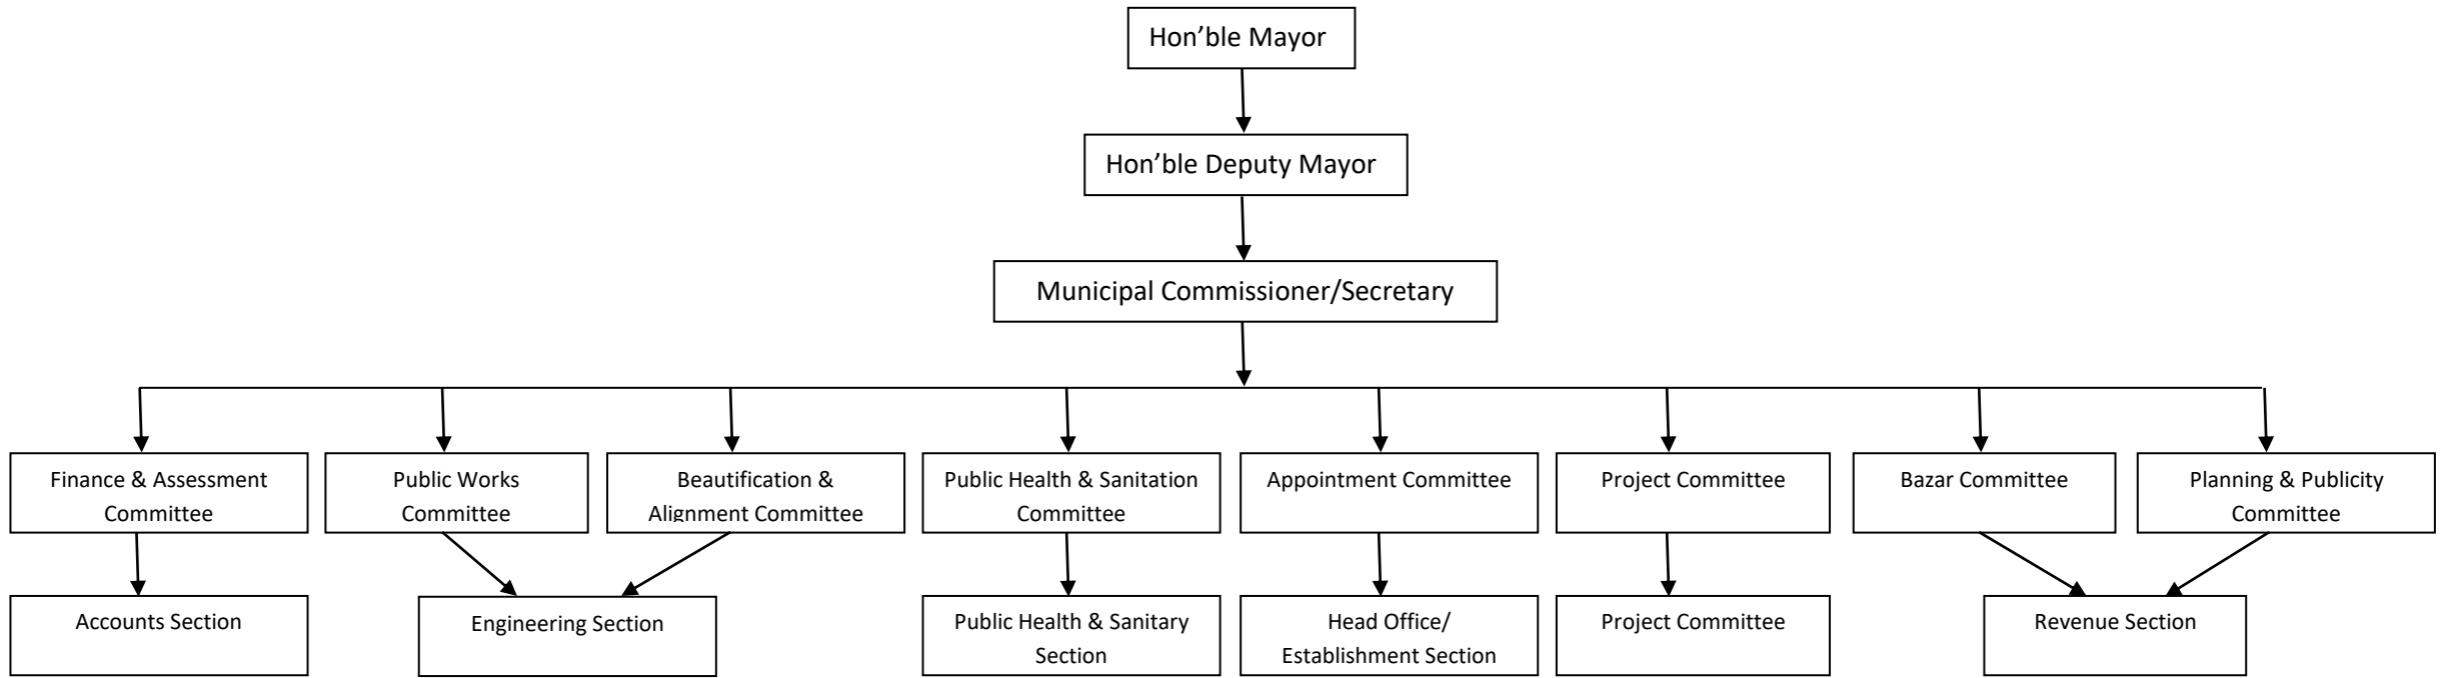 Hon’ble Mayor
Hon’ble Deputy Mayor
Municipal Commissioner/Secretary
Finance & Assessment
Committee
Public Works
Committee
Beautification &
Alignment Committee
Public Health & Sanitation
Committee
Appointment Committee
Project Committee
Bazar Committee
Planning & Publicity
Committee
Accounts Section
Engineering Section
Public Health & Sanitary
Section
Head Office/
Establishment Section
Project Committee
Revenue Section